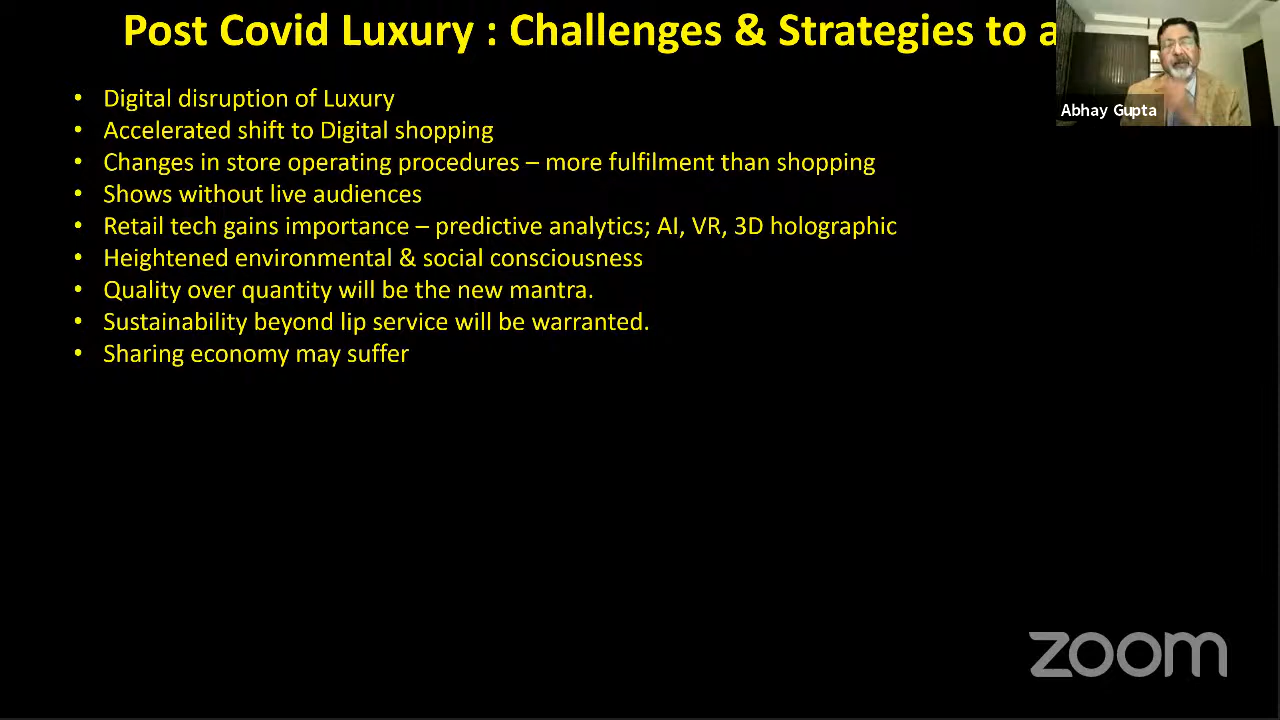 Post Covid Luxury : Challenges & Strategies to a
Abhay Gupta
• Digital disruption of Luxury
• Accelerated shift to Digital shopping
• Changes in store operating procedures – more fulfilment than shopping
• Shows without live audiences
• Retail tech gains importance – predictive analytics; AI, VR, 3D holographic
• Heightened environmental & social consciousness
• Quality over quantity will be the new mantra.
• Sustainability beyond lip service will be warranted.
• Sharing economy may suffer
zoom